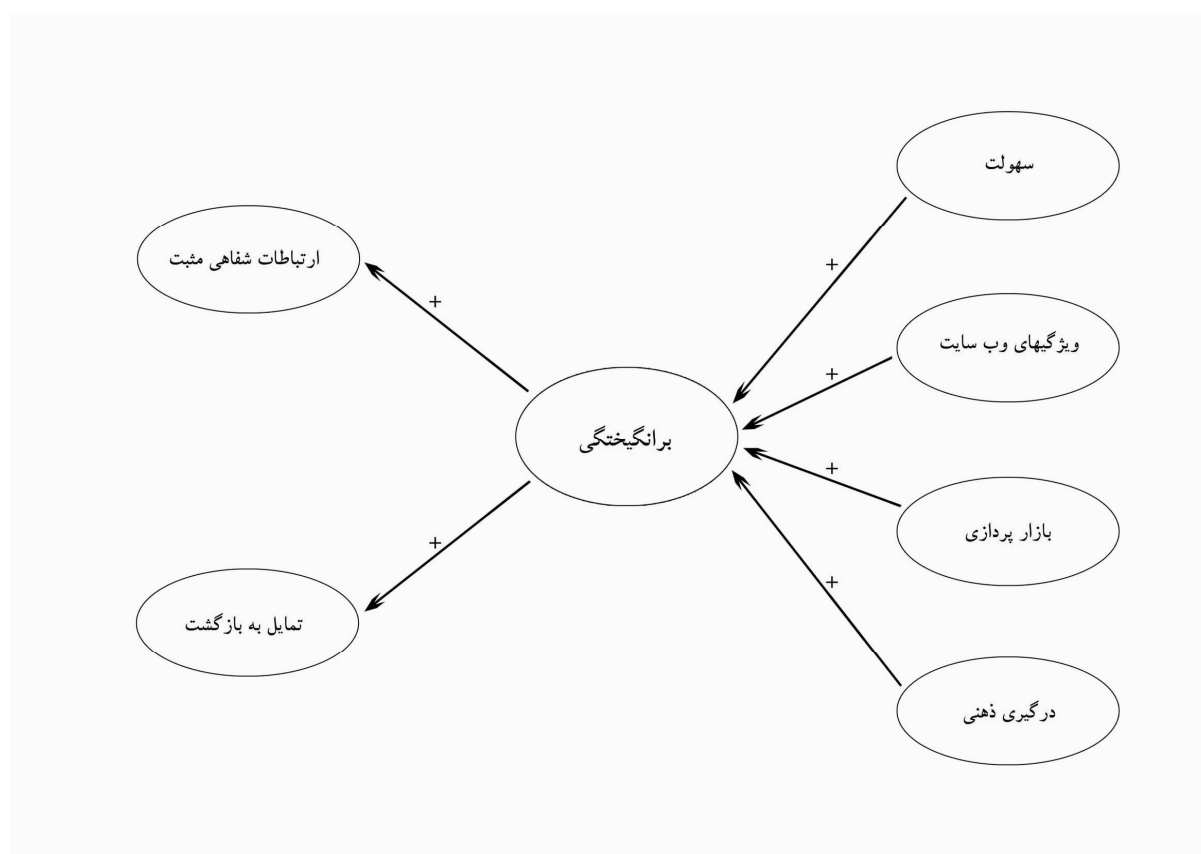 سهولت
+
ویژگیهای وب سایت
+
بازار پردازی
+
درگیری ذهنی
+
برانگیختگی
ارتباطات شفاهی مثبت
+
تمایل به بازگشت
+